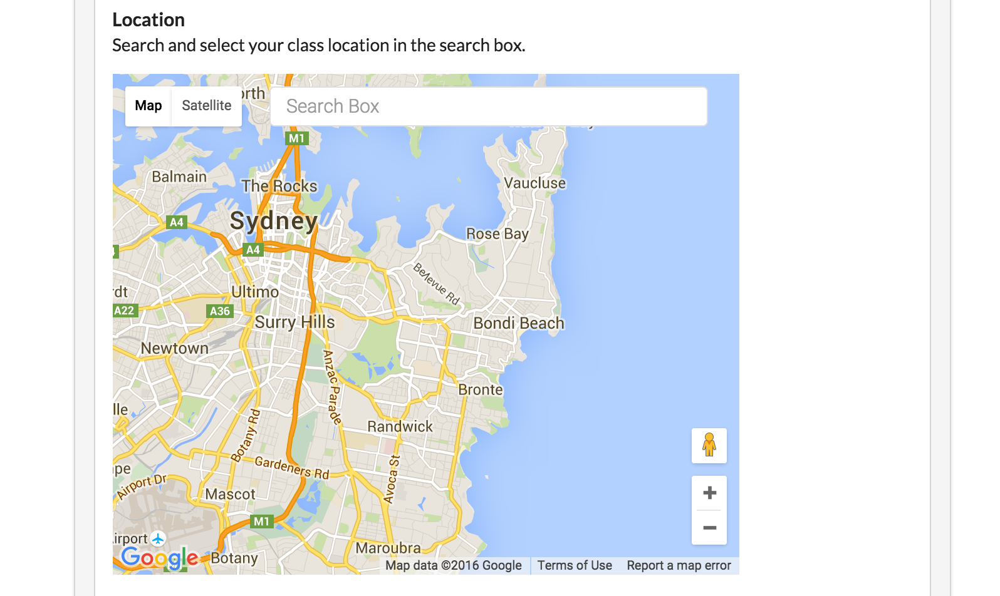 Location
Search and select your class location in the search box.
Map
Satellite
orth
Search Box
M1
Balmain
The Rocks
Vaucluse
A4
Sydney
Rose Bay
A4
Bellevue Rd
rdt
Ultimo
A22
A36
Surry Hills
Bondi Beach
Newtown
Anzac Parade
Bronte
lle
Botany Rd
Randwick
Gardeners Rd
Avoca St
ape
Airport Dr
Mascot
M1
Airport
Maroubra
Google
Botany
Map data ©2016 Google
Terms of Use
Report a map error